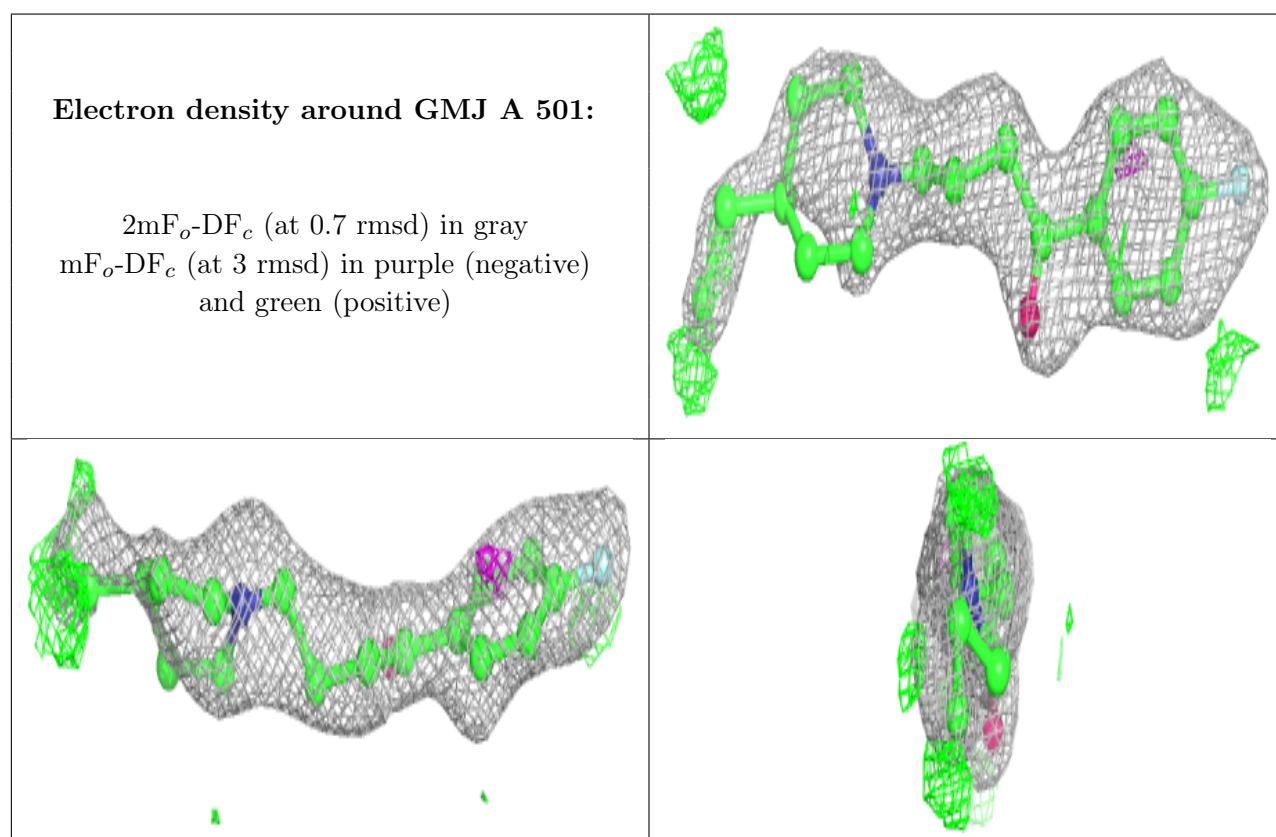 Electron density around GMJ A 501:
2mFₒ-DF𝒸 (at 0.7 rmsd) in gray
mFₒ-DF𝒸 (at 3 rmsd) in purple (negative)
and green (positive)